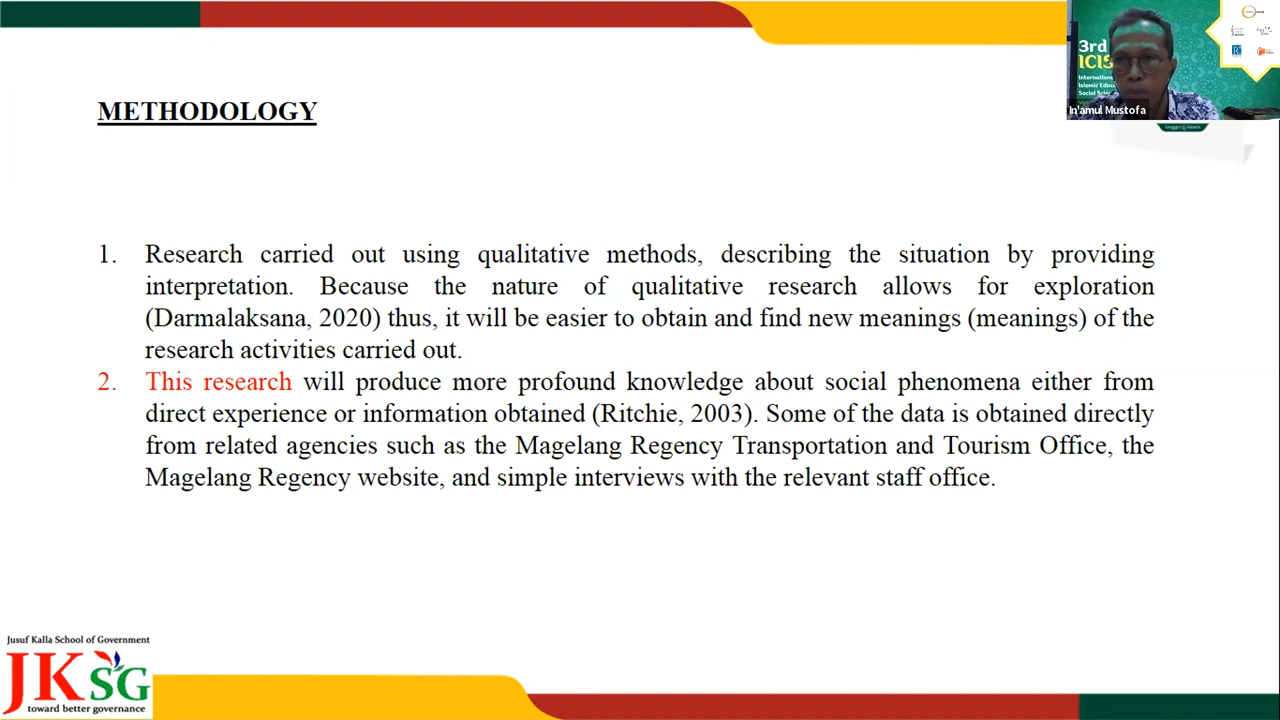 3rd
ICIS
International
Islamic Educa
Social Scien
In'amul Mustofa
METHODOLOGY
1. Research carried out using qualitative methods, describing the situation by providing
interpretation. Because the nature of qualitative research allows for exploration
(Darmalaksana, 2020) thus, it will be easier to obtain and find new meanings (meanings) of the
research activities carried out.
2. This research will produce more profound knowledge about social phenomena either from
direct experience or information obtained (Ritchie, 2003). Some of the data is obtained directly
from related agencies such as the Magelang Regency Transportation and Tourism Office, the
Magelang Regency website, and simple interviews with the relevant staff office.
Jusuf Kalla School of Government
JKSG
toward better governance